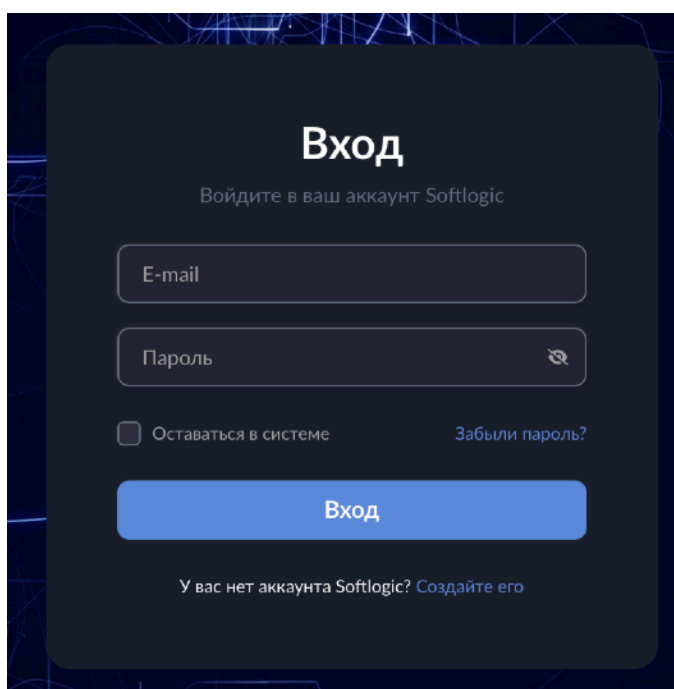 Вход
Войдите в ваш аккаунт Softlogic
E-mail
Пароль
Оставаться в системе Забыли пароль?
Вход
У вас нет аккаунта Softlogic? Создайте его